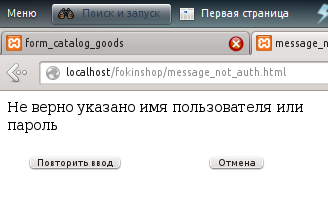 Меню Поиск и запуск Первая страница
form_catalog_goods message_n
localhost/fokinshop/message_not_auth.html
Не верно указано имя пользователя или
пароль
Повторить ввод Отмена